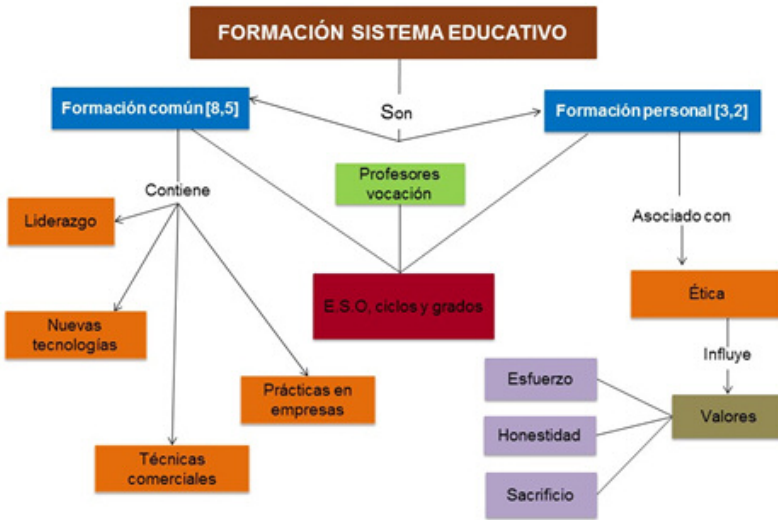 FORMACIÓN SISTEMA EDUCATIVO
Formación común [8,5]
Son
Formación personal [3,2]
Profesores
vocación
Contiene
Liderazgo
Asociado con
E.S.O, ciclos y grados
Ética
Nuevas
tecnologías
Influye
Prácticas en
empresas
Esfuerzo
Valores
Honestidad
Técnicas
comerciales
Sacrificio